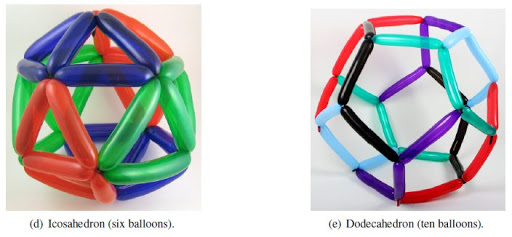 (d) Icosahedron (six balloons).
(e) Dodecahedron (ten balloons).